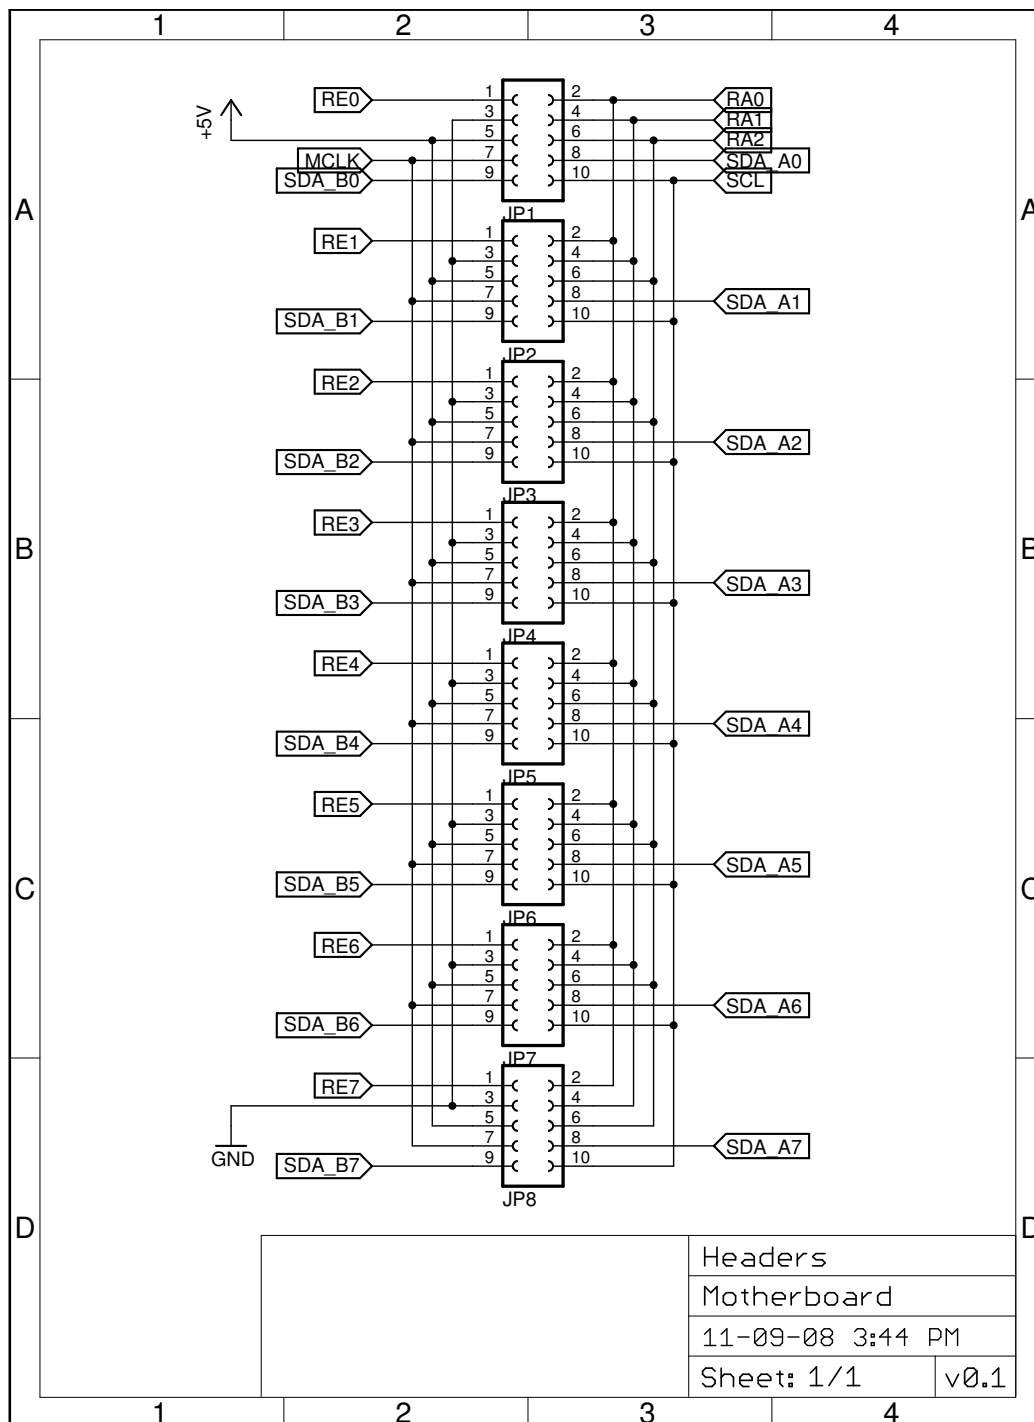 1 2 3 4
A A
B B
C C
D D
+5V
RE0 1 2 RA0
3 4 RA1
5 6 RA2
MCLK 7 8 SDA_A0
SDA_B0 9 10 SCL
JP1
RE1 1 2
3 4
5 6
7 8 SDA_A1
SDA_B1 9 10
JP2
RE2 1 2
3 4
5 6
7 8 SDA_A2
SDA_B2 9 10
JP3
RE3 1 2
3 4
5 6
7 8 SDA_A3
SDA_B3 9 10
JP4
RE4 1 2
3 4
5 6
7 8 SDA_A4
SDA_B4 9 10
JP5
RE5 1 2
3 4
5 6
7 8 SDA_A5
SDA_B5 9 10
JP6
RE6 1 2
3 4
5 6
7 8 SDA_A6
SDA_B6 9 10
JP7
RE7 1 2
3 4
5 6
7 8 SDA_A7
GND
SDA_B7 9 10
JP8
Headers
Motherboard
11-09-08 3:44 PM
Sheet: 1/1 v0.1
1 2 3 4